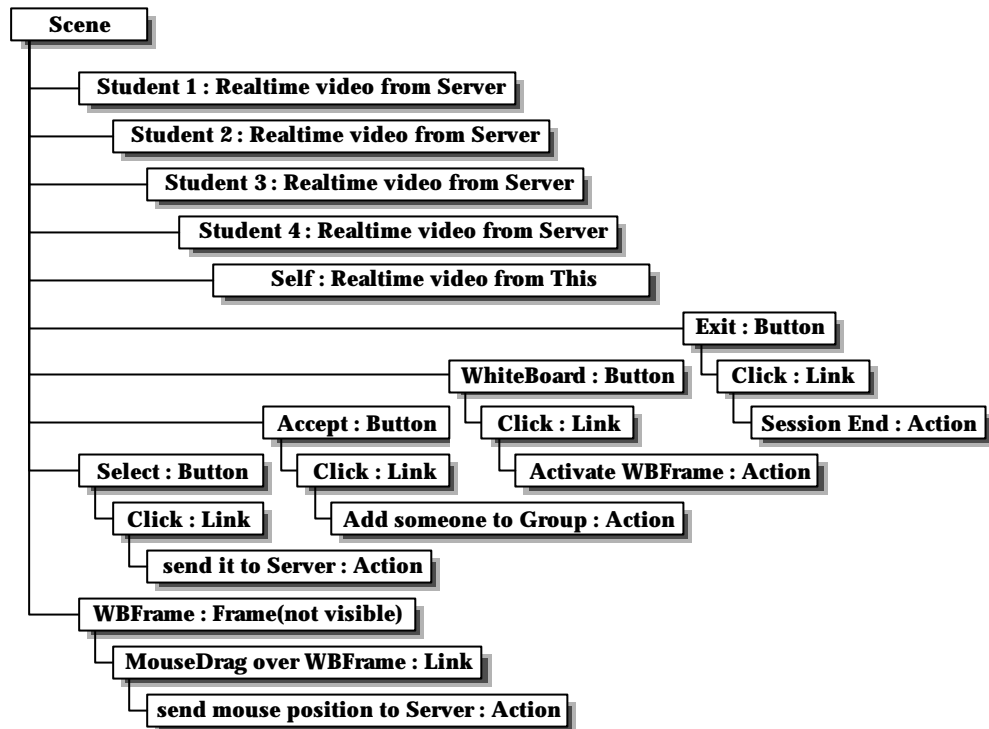 Scene
Student 1 : Realtime video from Server
Student 2 : Realtime video from Server
Student 3 : Realtime video from Server
Student 4 : Realtime video from Server
Self : Realtime video from This
Exit : Button
WhiteBoard : Button
Click : Link
Accept : Button
Click : Link
Session End : Action
Select : Button
Click : Link
Activate WBFrame : Action
Click : Link
Add someone to Group : Action
send it to Server : Action
WBFrame : Frame(not visible)
MouseDrag over WBFrame : Link
send mouse position to Server : Action